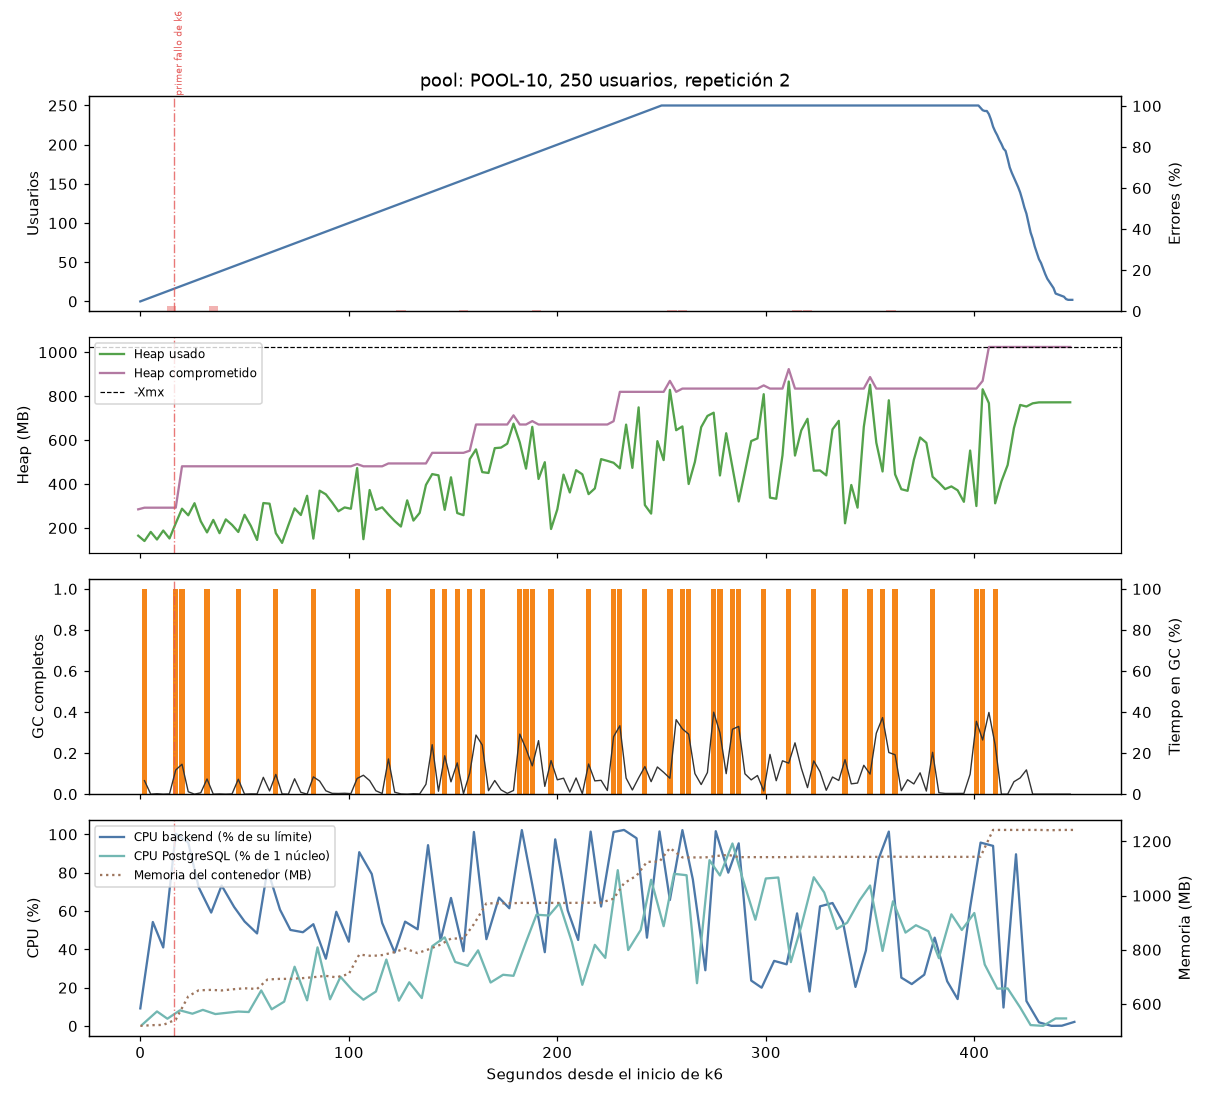 primer fallo de k6
pool: POOL-10, 250 usuarios, repetición 2
Usuarios
250
200
150
100
50
0
100
80
60
40
20
0
Errores (%)
Heap (MB)
1000
800
600
400
200
Heap usado
Heap comprometido
-Xmx
GC completos
1.0
0.8
0.6
0.4
0.2
0.0
100
80
60
40
20
0
Tiempo en GC (%)
CPU (%)
100
80
60
40
20
0
CPU backend (% de su límite)
CPU PostgreSQL (% de 1 núcleo)
Memoria del contenedor (MB)
1200
1000
800
600
Memoria (MB)
0 100 200 300 400
Segundos desde el inicio de k6